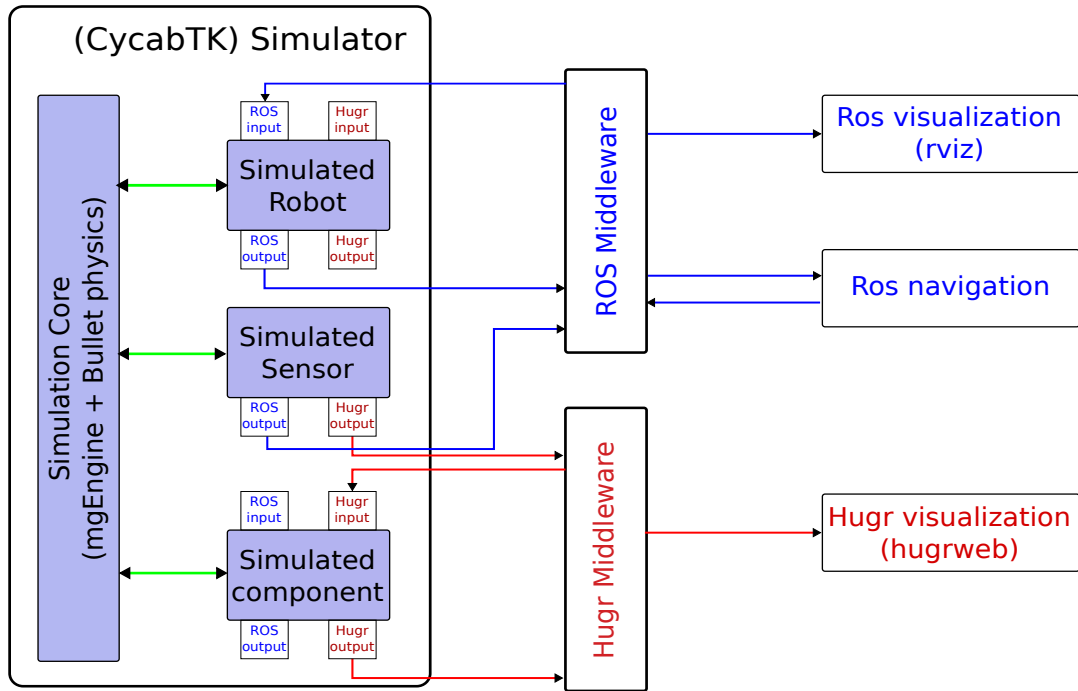 (CycabTK) Simulator
Simulation Core
(mgEngine + Bullet physics)
ROS
input
Hugr
input
Simulated
Robot
ROS
output
Hugr
output
Simulated
Sensor
ROS
output
Hugr
output
ROS
input
Hugr
input
Simulated
component
ROS
output
Hugr
output
ROS Middleware
Hugr Middleware
Ros visualization
(rviz)
Ros navigation
Hugr visualization
(hugrweb)